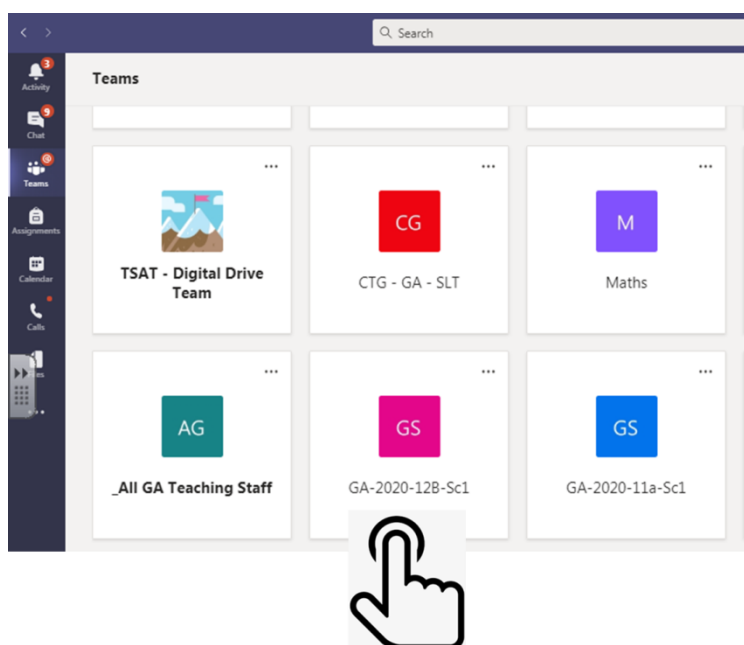 Search
3
Activity
Teams
9
Chat
Teams
Assignments
Calendar
Calls
TSAT - Digital Drive
Team
CG
CTG - GA - SLT
M
Maths
AG
_All GA Teaching Staff
GS
GA-2020-12B-Sc1
GS
GA-2020-11a-Sc1